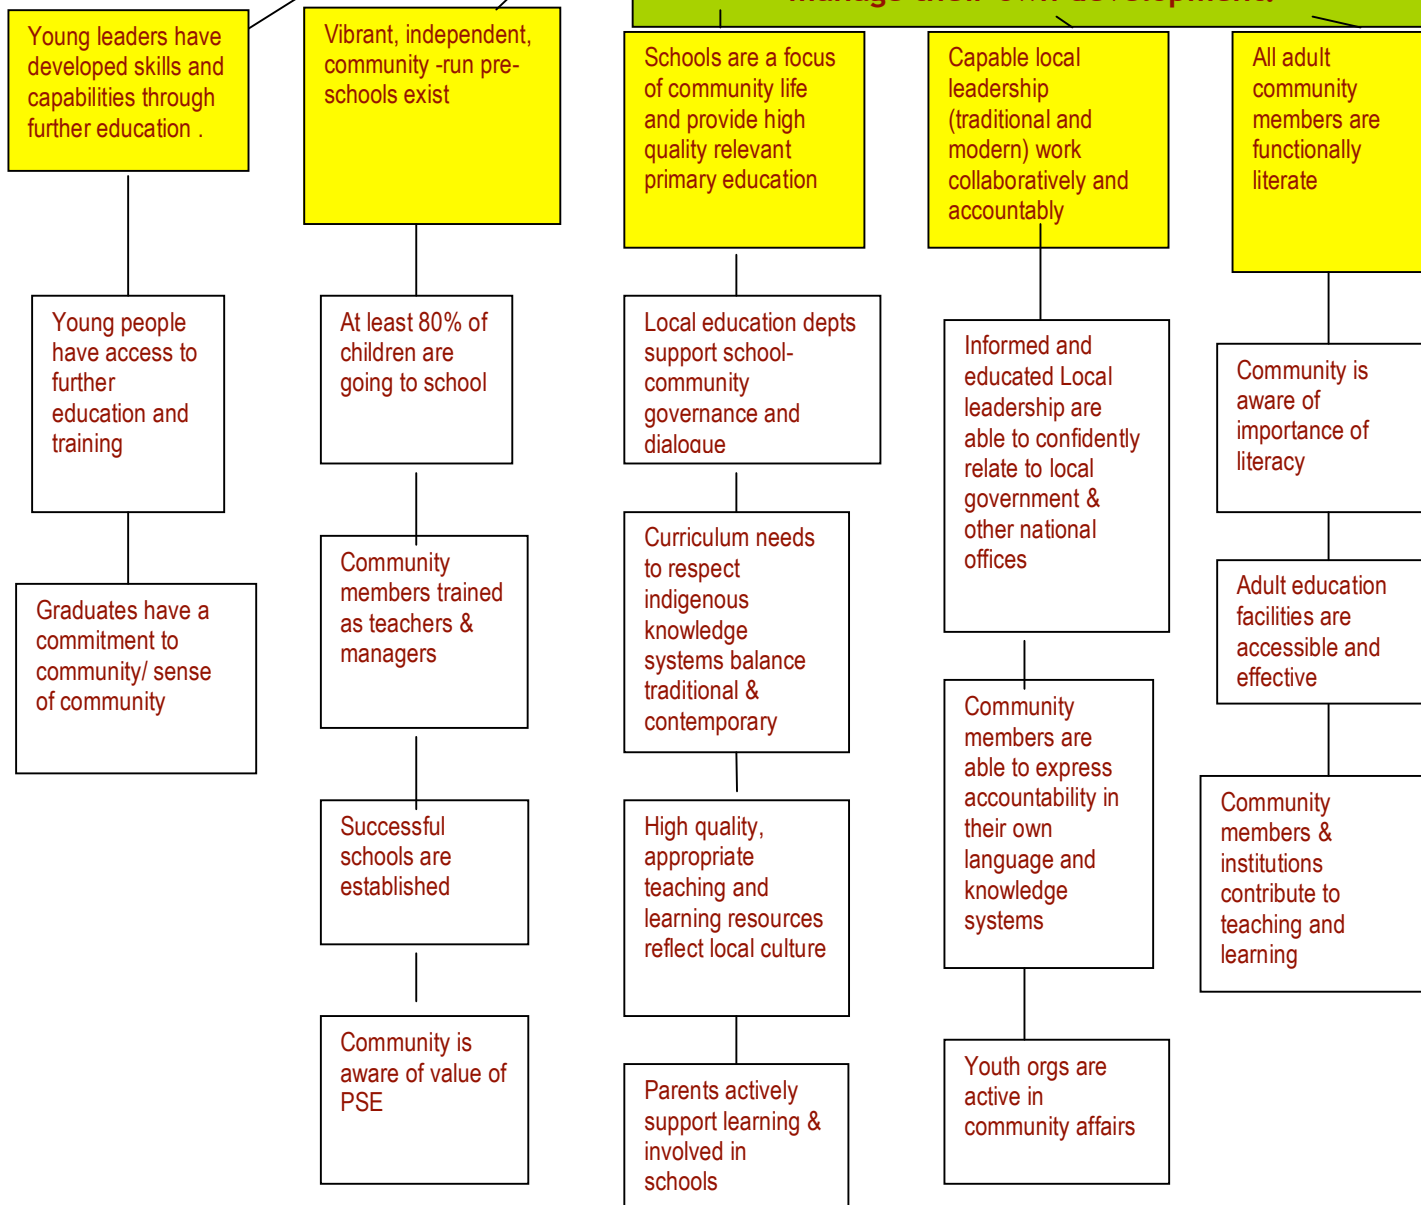 manage their own development.
Young leaders have
developed skills and
capabilities through
further education .
Vibrant, independent,
community -run pre-
schools exist
Schools are a focus
of community life
and provide high
quality relevant
primary education
Capable local
leadership
(traditional and
modern) work
collaboratively and
accountably
All adult
community
members are
functionally
literate
Young people
have access to
further
education and
training
At least 80% of
children are
going to school
Local education depts
support school-
community
governance and
dialogue
Informed and
educated Local
leadership are
able to confidently
relate to local
government &
other national
offices
Community is
aware of
importance of
literacy
Graduates have a
commitment to
community/ sense
of community
Community
members trained
as teachers &
managers
Curriculum needs
to respect
indigenous
knowledge
systems balance
traditional &
contemporary
Community
members are
able to express
accountability in
their own
language and
knowledge
systems
Adult education
facilities are
accessible and
effective
Successful
schools are
established
High quality,
appropriate
teaching and
learning resources
reflect local culture
Community
members &
institutions
contribute to
teaching and
learning
Community is
aware of value of
PSE
Parents actively
support learning &
involved in
schools
Youth orgs are
active in
community affairs